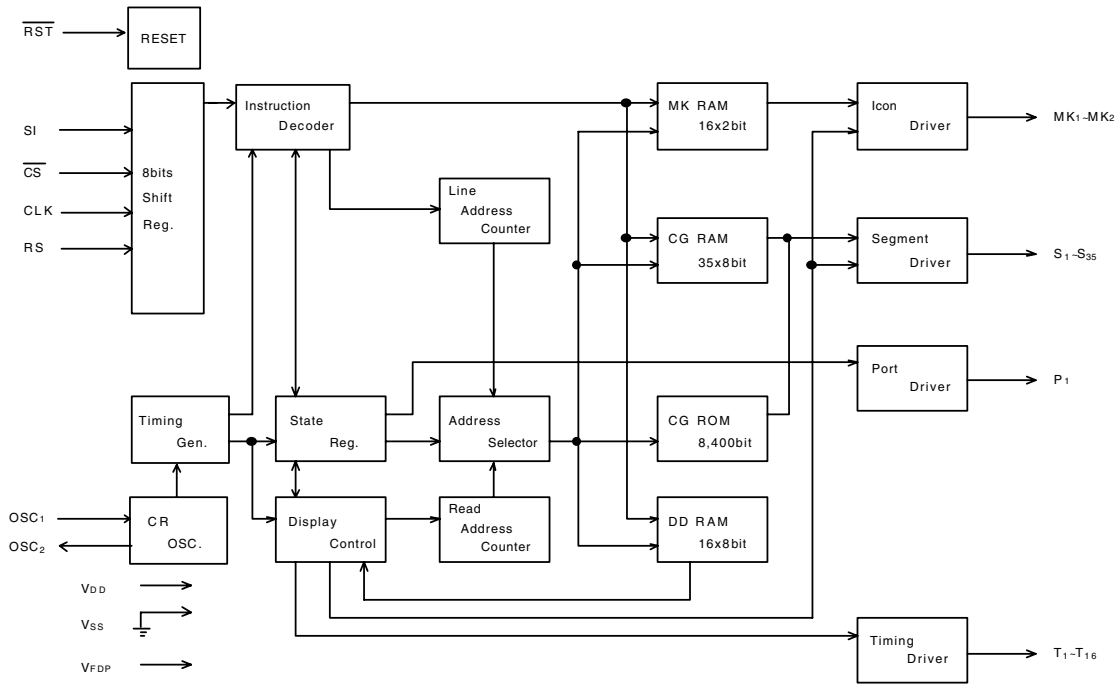 RST
RESET
SI
CS
CLK
RS
8bits
Shift
Reg.
Instruction
Decoder
Line
Address
Counter
MK RAM
16x2bit
Icon
Driver
MK1~MK2
CG RAM
35x8bit
Segment
Driver
S1~S35
Port
Driver
P1
Timing
Gen.
State
Reg.
Address
Selector
CG ROM
8,400bit
OSC1
OSC2
CR
OSC.
Display
Control
Read
Address
Counter
DD RAM
16x8bit
VDD
VSS
VFDP
Timing
Driver
T1~T16